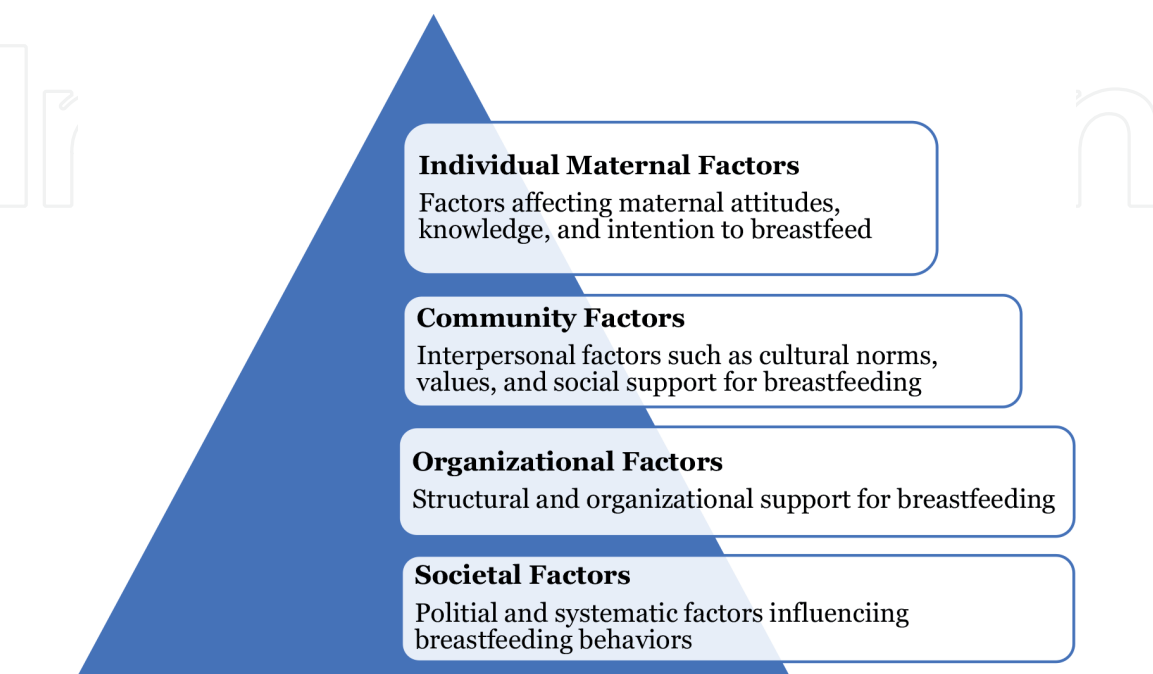 Individual Maternal Factors
Factors affecting maternal attitudes,
knowledge, and intention to breastfeed
Community Factors
Interpersonal factors such as cultural norms,
values, and social support for breastfeeding
Organizational Factors
Structural and organizational support for breastfeeding
Societal Factors
Politial and systematic factors influenciing
breastfeeding behaviors